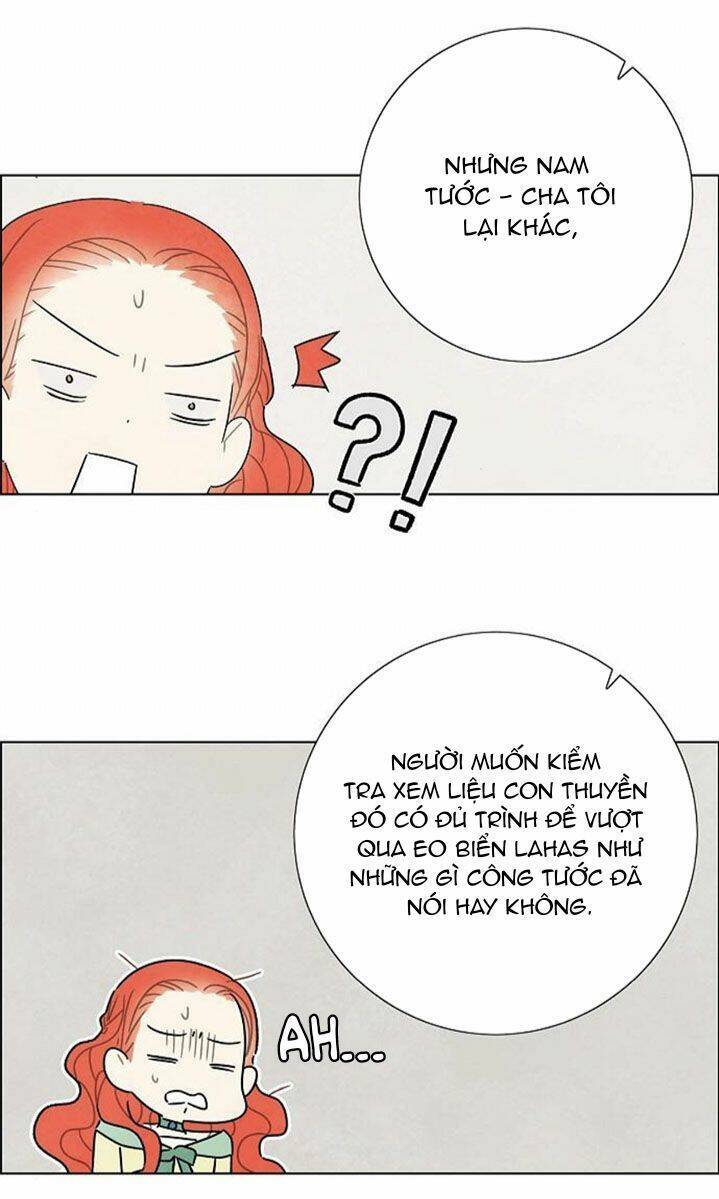 NHƯNG NAM
TƯỚC - CHA TÔI
LẠI KHÁC,
?!
NGƯỜI MUỐN KIỂM
TRA XEM LIỆU CON THUYỀN
ĐÓ CÓ ĐỦ TRÌNH ĐỂ VƯỢT
QUA EO BIỂN LAHAS NHƯ
NHỮNG GÌ CÔNG TƯỚC ĐÃ
NÓI HAY KHÔNG.
AH...